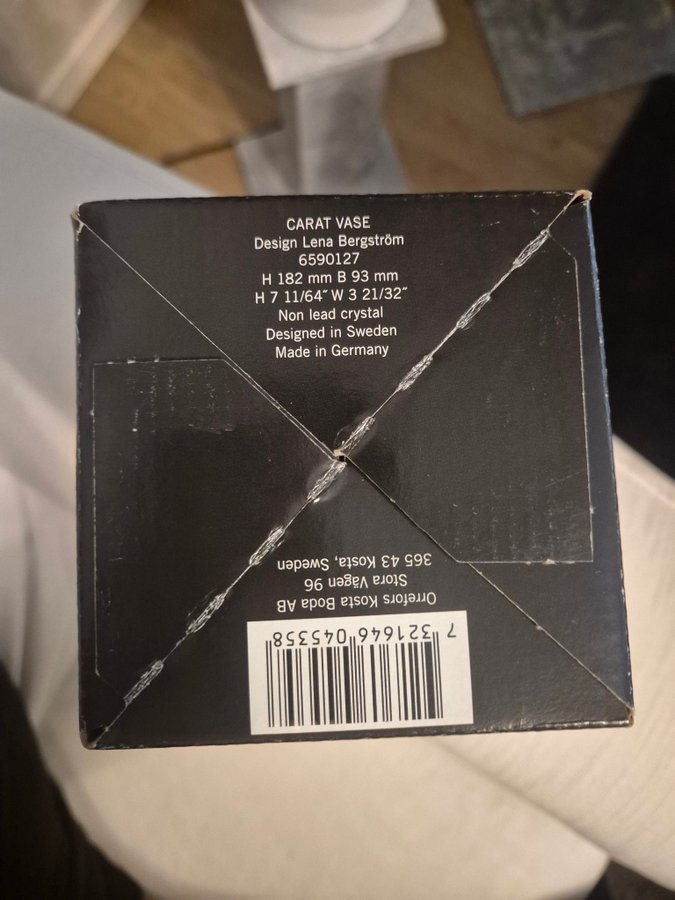 CARAT VASE
Design Lena Bergström
6590127
H 182 mm B 93 mm
H 7 11/64″ W 3 21/32″
Non lead crystal
Designed in Sweden
Made in Germany
Orrefors Kosta Boda AB
Stora Vägen 96
365 43 Kosta, Sweden
7 321646 045358